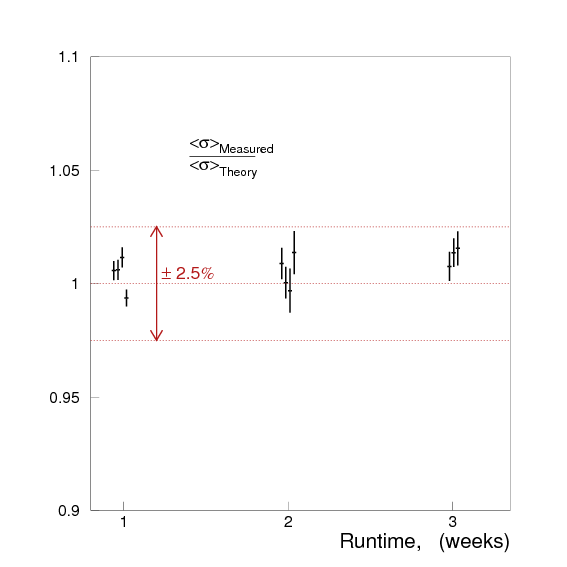 1.1
<σ>Measured
<σ>Theory
1.05
± 2.5%
1
0.95
0.9
1 2 3
Runtime, (weeks)